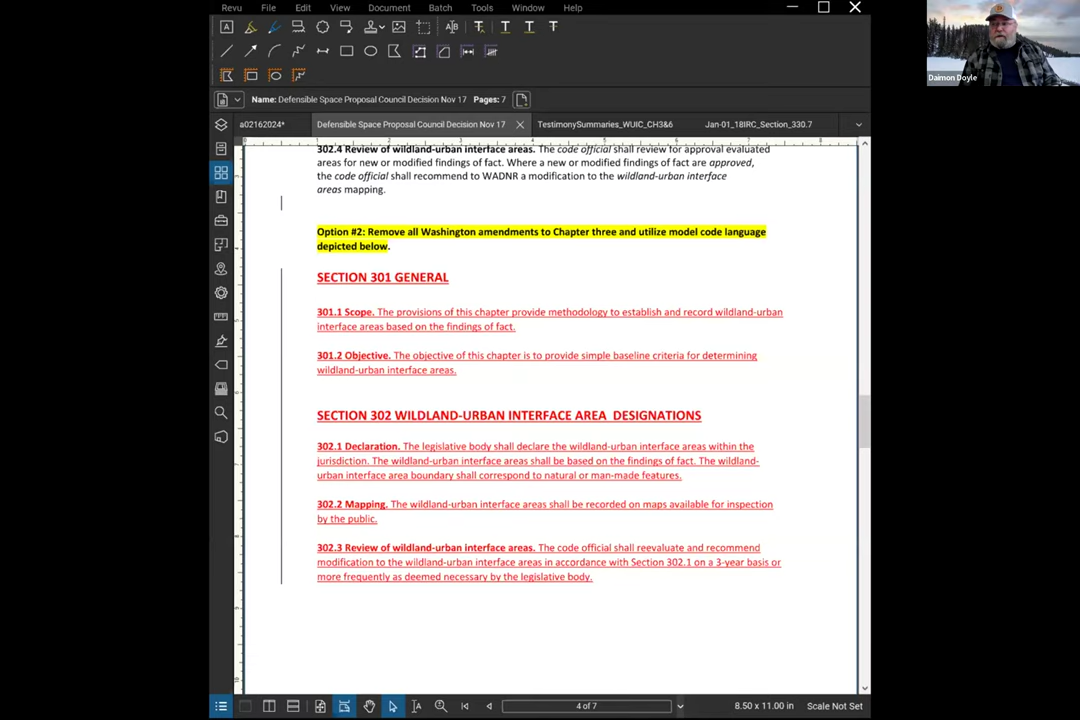 Revu File Edit View Document Batch Tools Window Help
Daimon Doyle
Name: Defensible Space Proposal Council Decision Nov 17 Pages: 7
a02162024* Defensible Space Proposal Council Decision Nov 17 TestimonySummaries_WUIC_CH3&6 Jan-01_18IRC_Section_330.7
302.4 Review of wildland-urban interface areas. The code official shall review for approval evaluated
areas for new or modified findings of fact. Where a new or modified findings of fact are approved,
the code official shall recommend to WADNR a modification to the wildland-urban interface
areas mapping.
Option #2: Remove all Washington amendments to Chapter three and utilize model code language
depicted below.
SECTION 301 GENERAL
301.1 Scope. The provisions of this chapter provide methodology to establish and record wildland-urban
interface areas based on the findings of fact.
301.2 Objective. The objective of this chapter is to provide simple baseline criteria for determining
wildland-urban interface areas.
SECTION 302 WILDLAND-URBAN INTERFACE AREA DESIGNATIONS
302.1 Declaration. The legislative body shall declare the wildland-urban interface areas within the
jurisdiction. The wildland-urban interface areas shall be based on the findings of fact. The wildland-
urban interface area boundary shall correspond to natural or man-made features.
302.2 Mapping. The wildland-urban interface areas shall be recorded on maps available for inspection
by the public.
302.3 Review of wildland-urban interface areas. The code official shall reevaluate and recommend
modification to the wildland-urban interface areas in accordance with Section 302.1 on a 3-year basis or
more frequently as deemed necessary by the legislative body.
4 of 7 8.50 x 11.00 in Scale Not Set